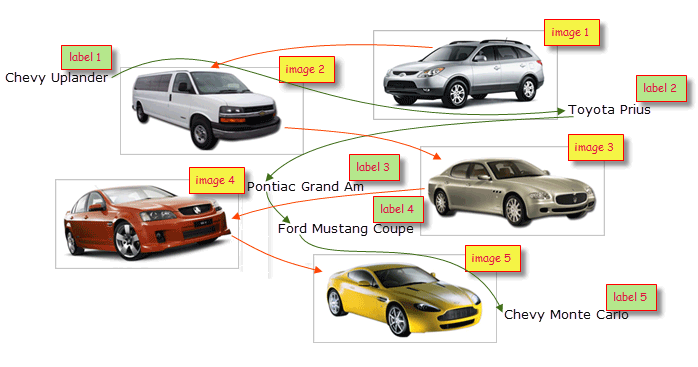 image 1
label 1
image 2
Chevy Uplander
label 2
Toyota Prius
image 3
label 3
image 4
Pontiac Grand Am
label 4
Ford Mustang Coupe
image 5
label 5
Chevy Monte Carlo